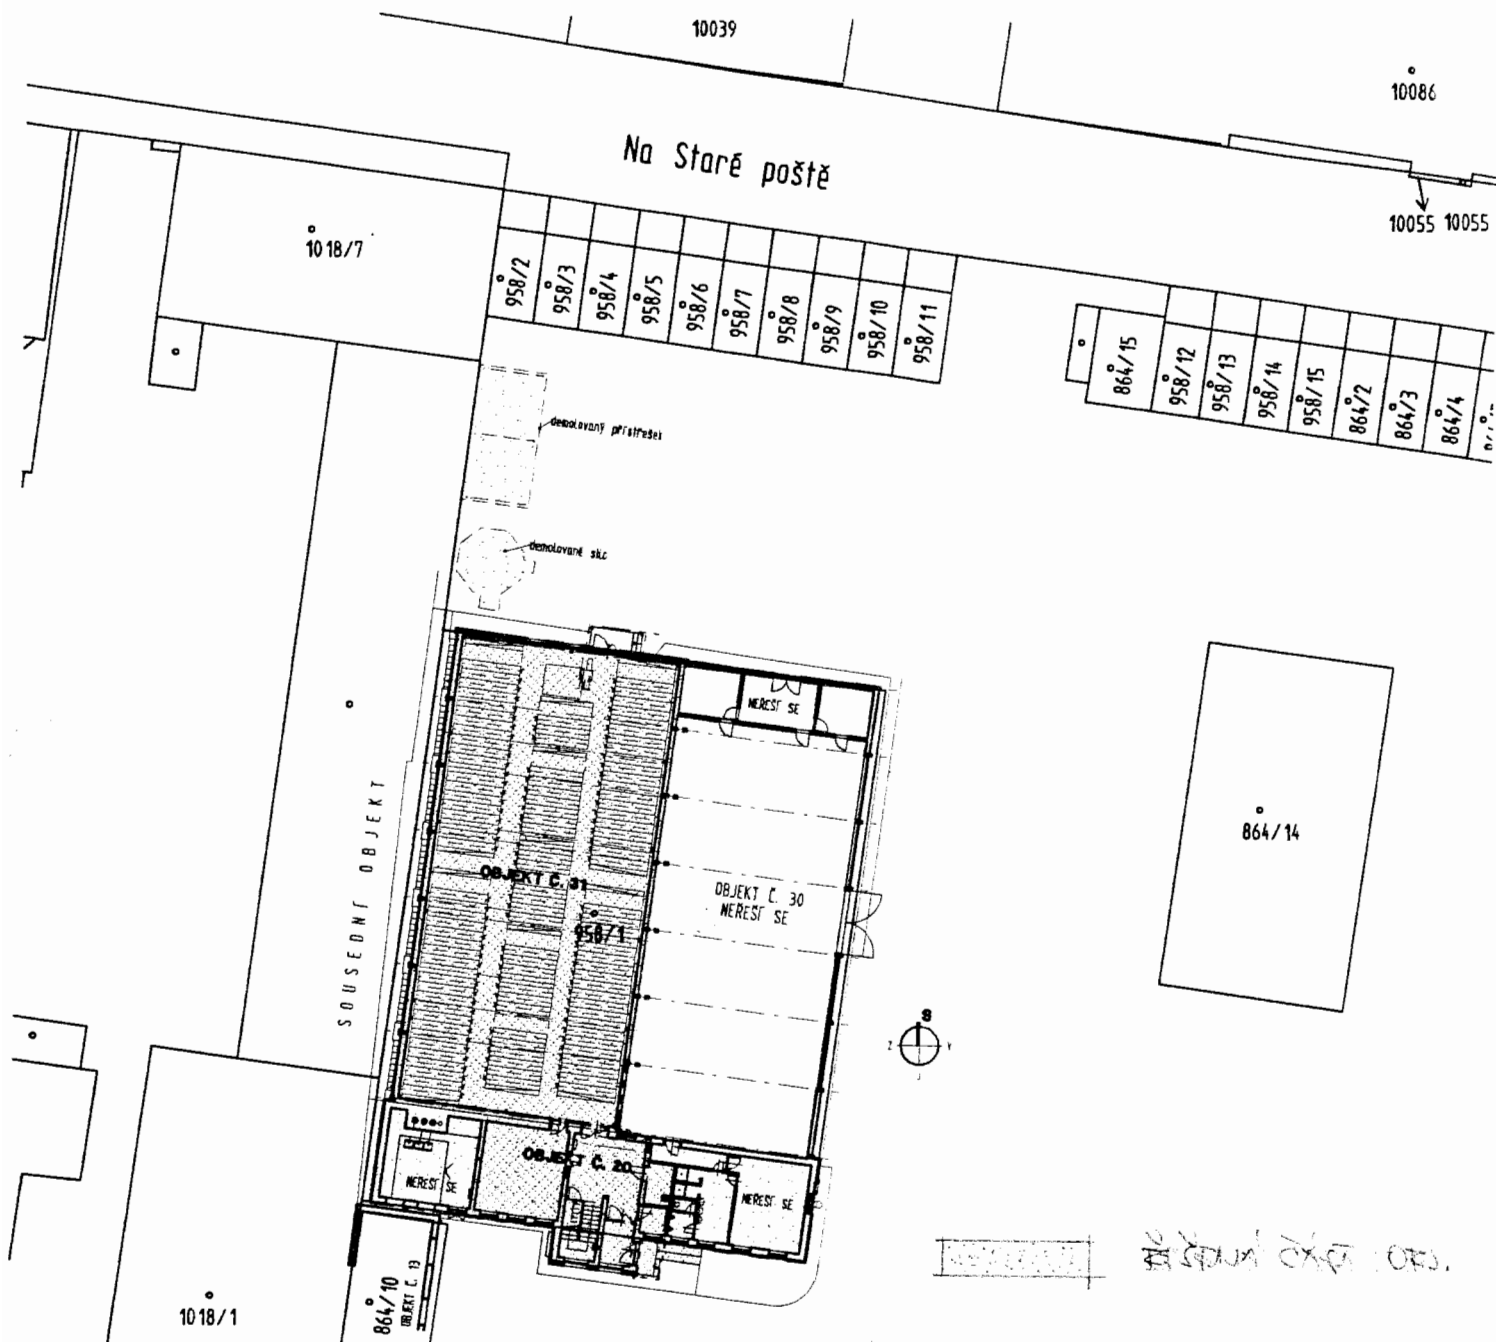 10039
10086
Na Staré poště
10055 10055
1018/7
958/2
958/3
958/4
958/5
958/6
958/7
958/8
958/9
958/10
958/11
864/15
958/12
958/13
958/14
958/15
864/2
864/3
864/4
demolovaný přístřešek
demolované silo
NEŘEŠÍ SE
SOUSEDNÍ OBJEKT
864/14
OBJEKT Č. 31
OBJEKT Č. 30
NEŘEŠÍ SE
958/1
S
Z
V
OBJEKT Č. 20
NEŘEŠÍ SE
NEŘEŠÍ SE
ČÁST OBJ.
864/10
OBJEKT Č. 13
1018/1